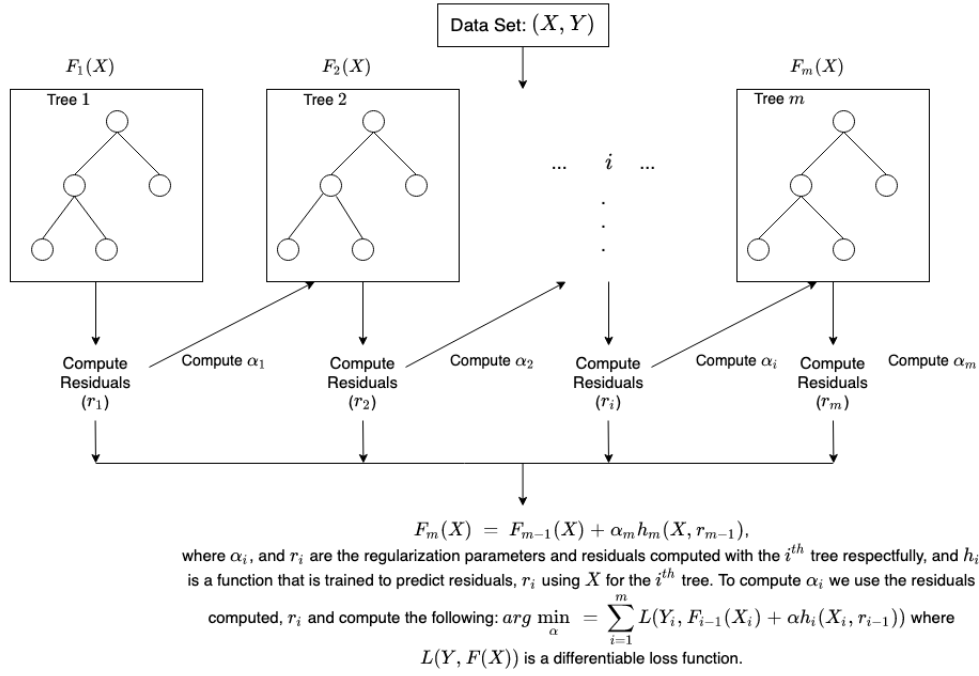 Data Set: (X, Y)
F₁(X) F₂(X) Fₘ(X)
Tree 1 Tree 2 Tree m
... i ...
.
.
.
Compute Residuals (r₁)
Compute α₁
Compute Residuals (r₂)
Compute α₂
Compute Residuals (rᵢ)
Compute αᵢ
Compute Residuals (rₘ)
Compute αₘ
Fₘ(X) = Fₘ₋₁(X) + αₘhₘ(X, rₘ₋₁),
where αᵢ, and rᵢ are the regularization parameters and residuals computed with the i^{th} tree respectfully, and hᵢ
is a function that is trained to predict residuals, rᵢ using X for the i^{th} tree. To compute αᵢ we use the residuals
computed, rᵢ and compute the following: arg min_α = ∑_{i=1}^{m} L(Yᵢ, Fᵢ₋₁(Xᵢ) + αhᵢ(Xᵢ, rᵢ₋₁)) where
L(Y, F(X)) is a differentiable loss function.